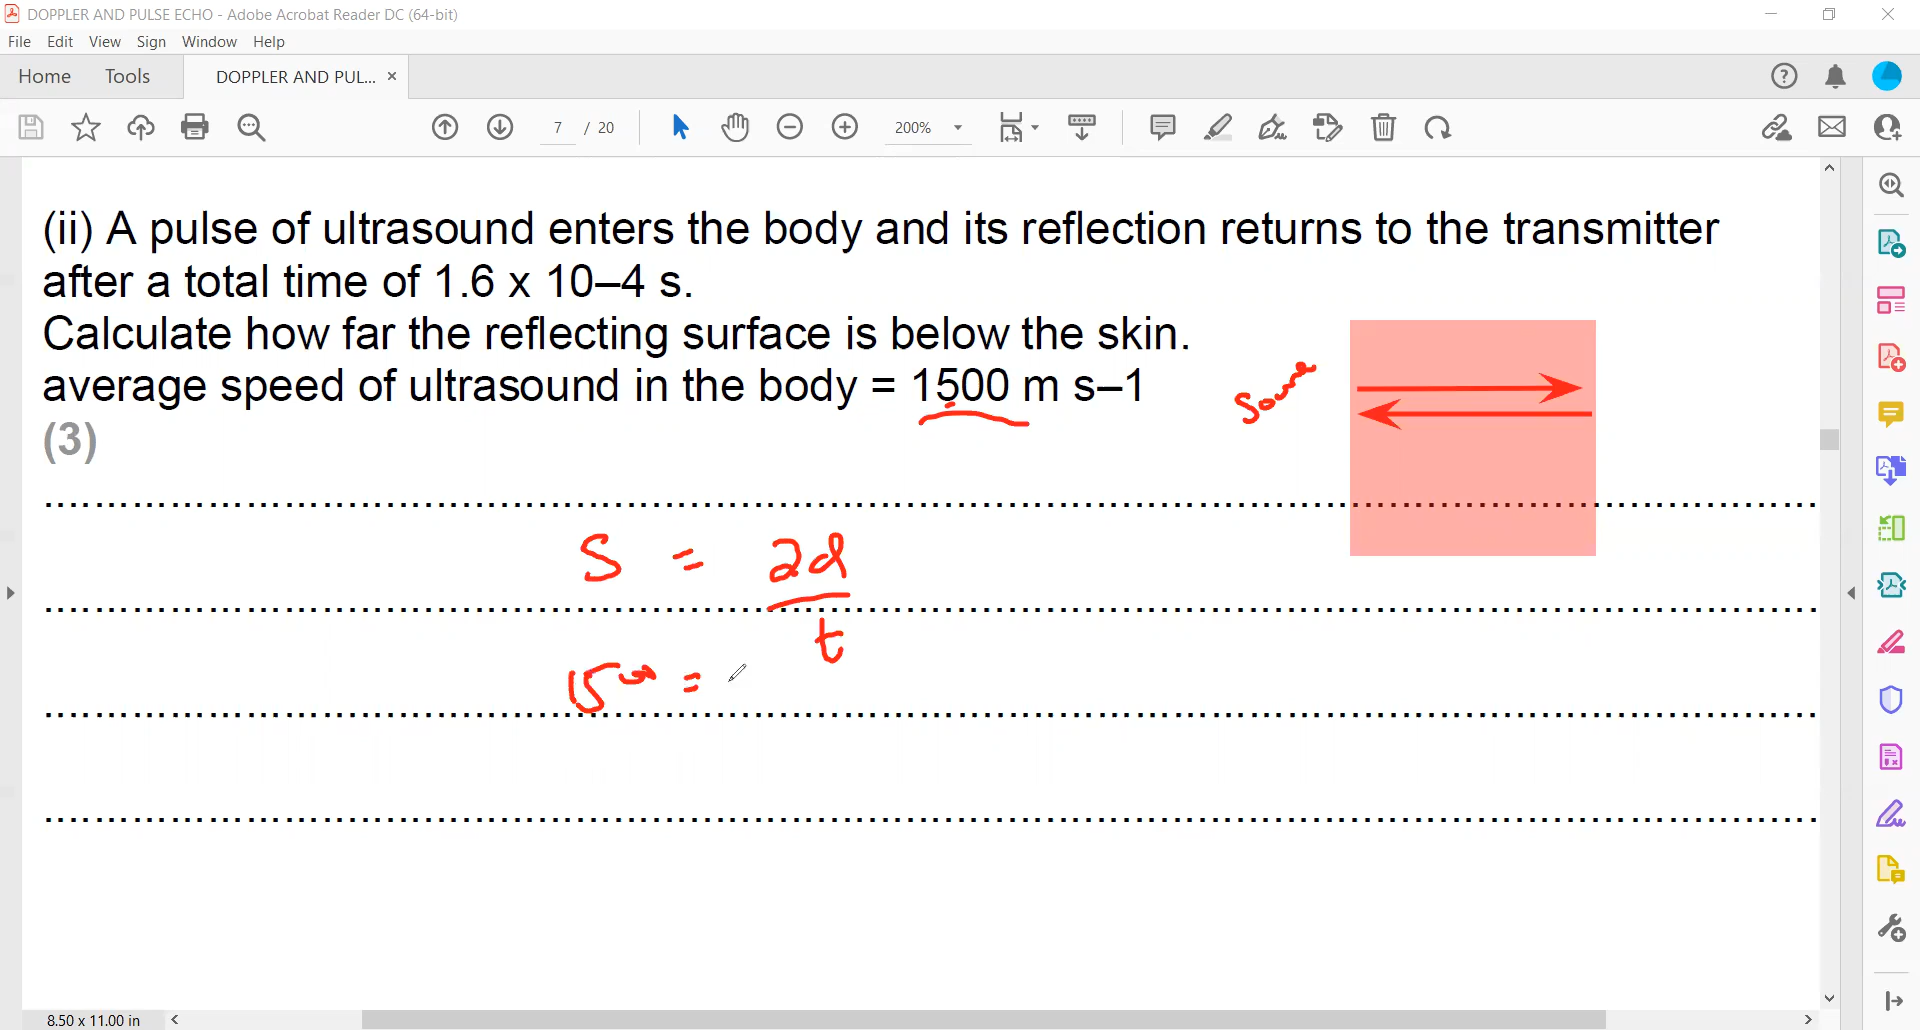 DOPPLER AND PULSE ECHO - Adobe Acrobat Reader DC (64-bit)
File Edit View Sign Window Help
Home Tools DOPPLER AND PUL... ×
7 / 20 200%
(ii) A pulse of ultrasound enters the body and its reflection returns to the transmitter
after a total time of 1.6 x 10–4 s.
Calculate how far the reflecting surface is below the skin.
average speed of ultrasound in the body = 1500 m s–1
(3)
Source
S = 2d
t
1500 =
8.50 x 11.00 in